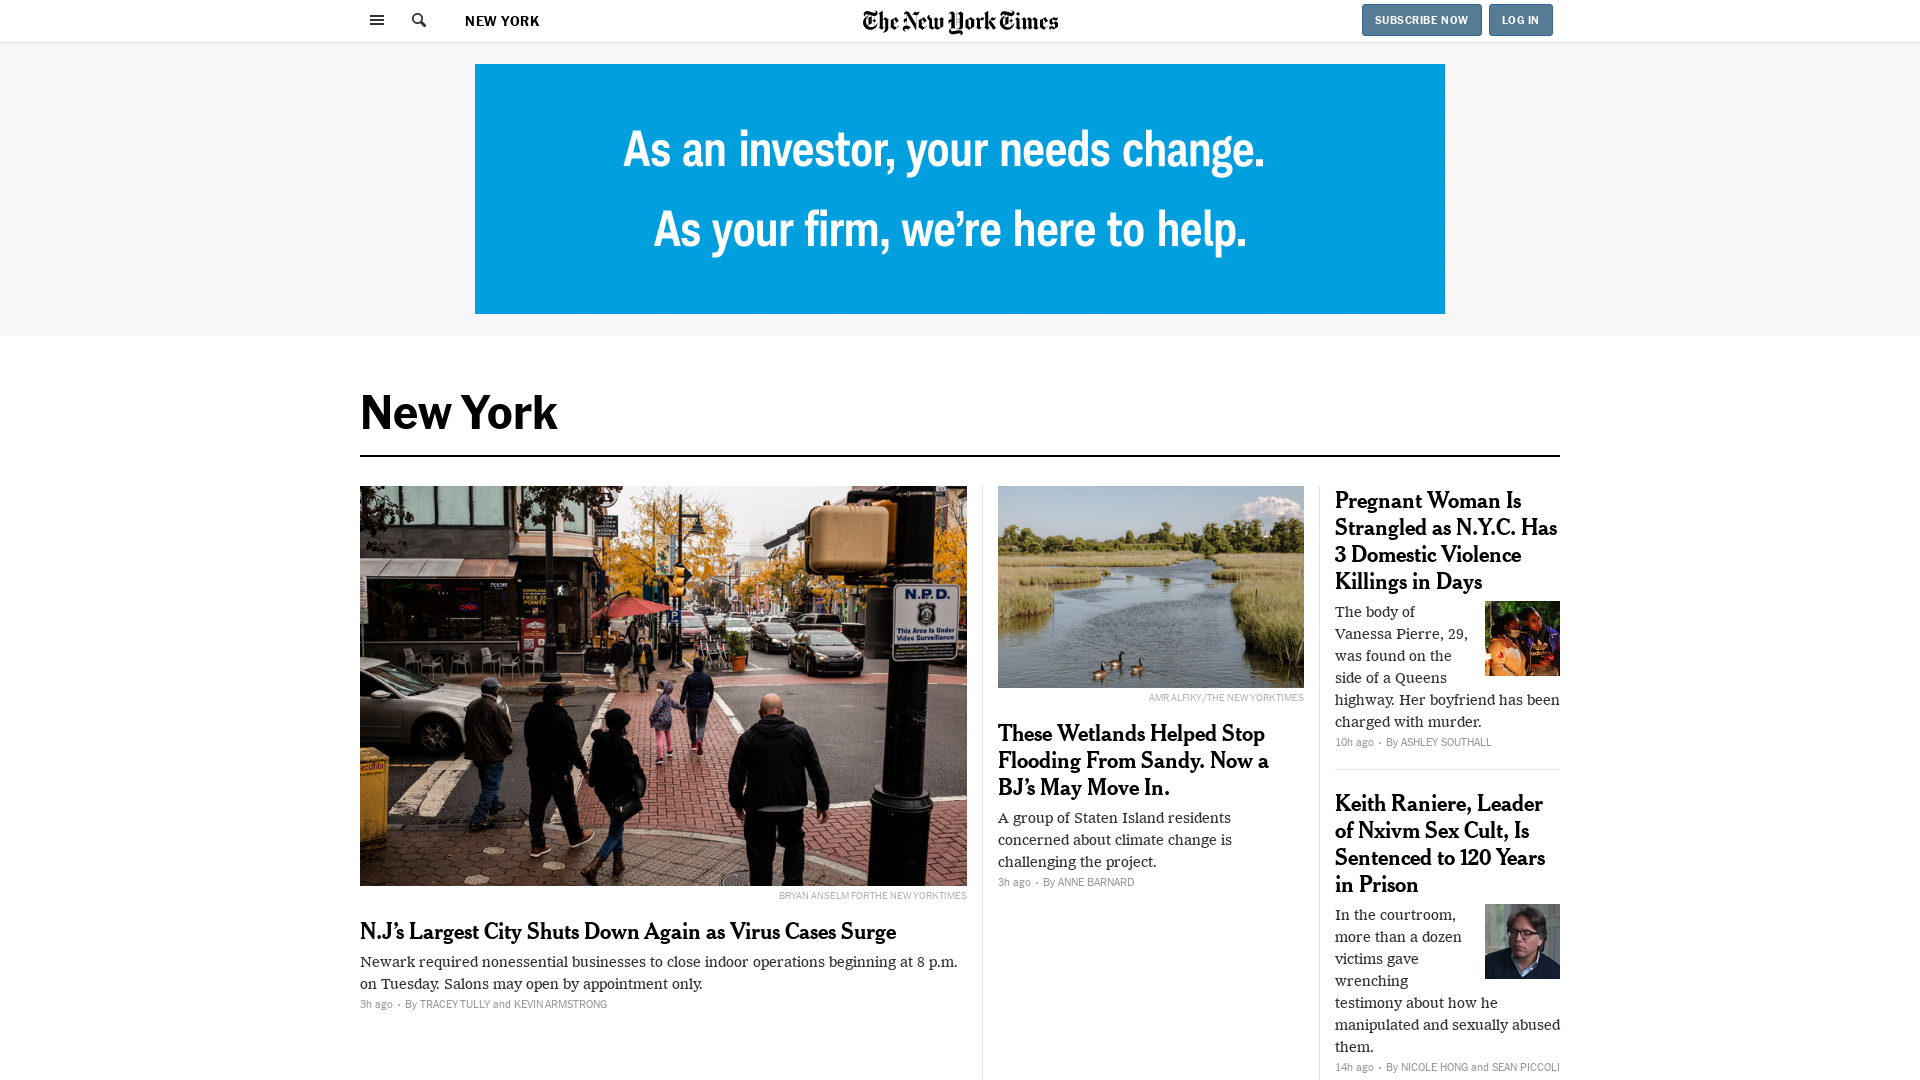 NEW YORK
The New York Times
SUBSCRIBE NOW
LOG IN
As an investor, your needs change.
As your firm, we're here to help.
New York
N.P.D.
This Area Is Under
Video Surveillance
BRYAN ANSELM FOR THE NEW YORK TIMES
N.J's Largest City Shuts Down Again as Virus Cases Surge
Newark required nonessential businesses to close indoor operations beginning at 8 p.m.
on Tuesday. Salons may open by appointment only.
3h ago • By TRACEY TULLY and KEVIN ARMSTRONG
AMR ALFIKY/THE NEW YORK TIMES
These Wetlands Helped Stop
Flooding From Sandy. Now a
BJ's May Move In.
A group of Staten Island residents
concerned about climate change is
challenging the project.
3h ago • By ANNE BARNARD
Pregnant Woman Is
Strangled as N.Y.C. Has
3 Domestic Violence
Killings in Days
The body of
Vanessa Pierre, 29,
was found on the
side of a Queens
highway. Her boyfriend has been
charged with murder.
10h ago • By ASHLEY SOUTHALL
Keith Raniere, Leader
of Nxivm Sex Cult, Is
Sentenced to 120 Years
in Prison
In the courtroom,
more than a dozen
victims gave
wrenching
testimony about how he
manipulated and sexually abused
them.
14h ago • By NICOLE HONG and SEAN PICCOLI